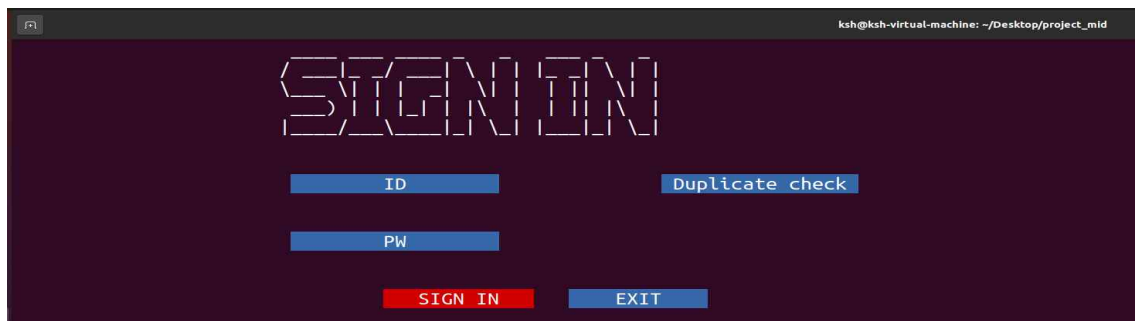 ksh@ksh-virtual-machine: ~/Desktop/project_mid
SIGN IN
ID Duplicate check
PW
SIGN IN EXIT